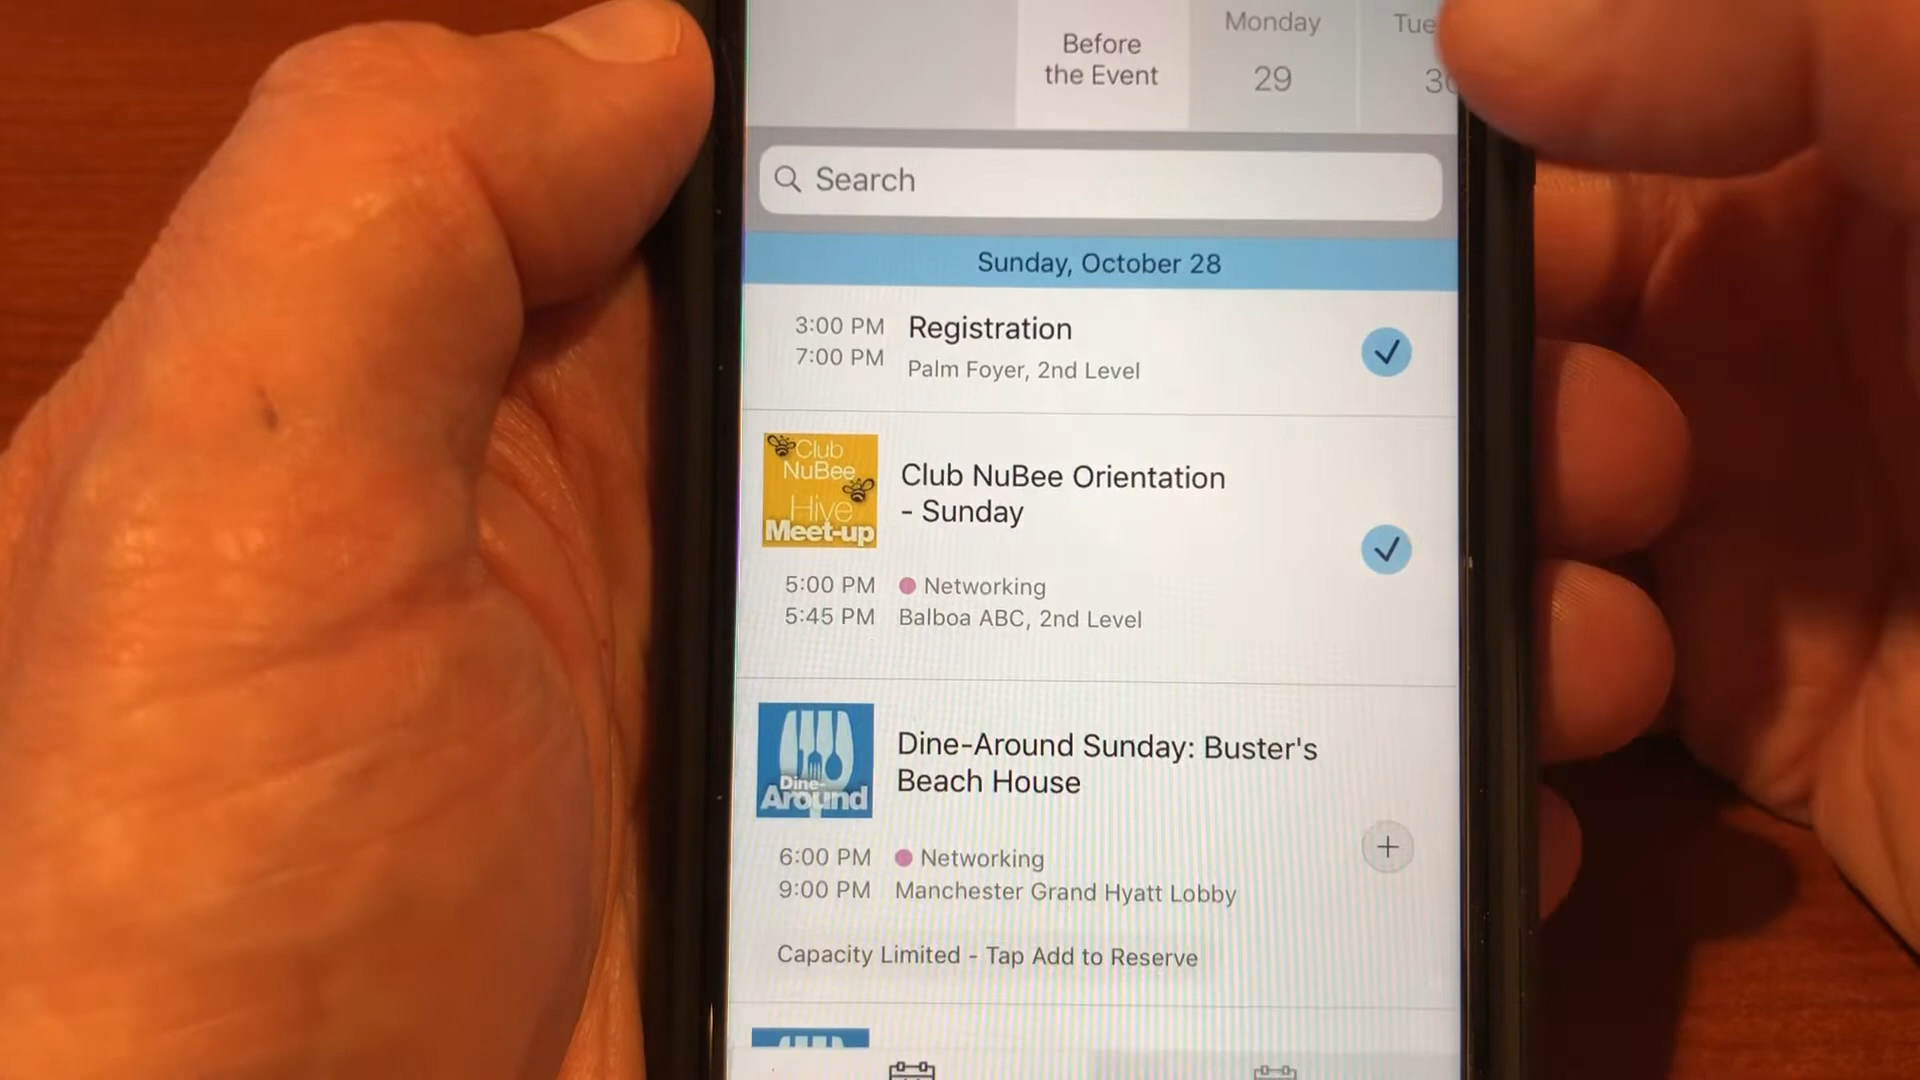 Before
the Event
Monday
29
Tue
Search
Sunday, October 28
3:00 PM
7:00 PM
Registration
Palm Foyer, 2nd Level
Club
NuBee
Hive
Meet-up
Club NuBee Orientation
- Sunday
5:00 PM
5:45 PM
Networking
Balboa ABC, 2nd Level
Dine-
Around
Dine-Around Sunday: Buster's
Beach House
6:00 PM
9:00 PM
Networking
Manchester Grand Hyatt Lobby
Capacity Limited - Tap Add to Reserve